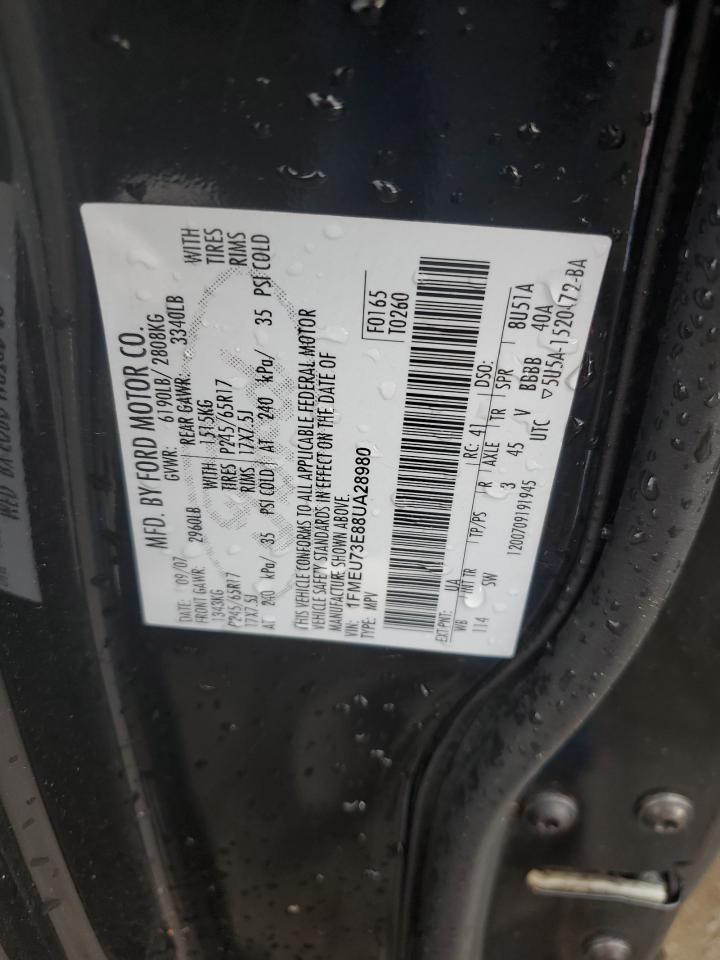 MFD. BY FORD MOTOR CO.
DATE: 09/07 GVWR: 6190LB/2808KG
FRONT GAWR: 2960LB REAR GAWR: 3340LB
1343KG WITH 1515KG WITH
P245/65R17 TIRES P245/65R17 TIRES
17X7.5J RIMS 17X7.5J RIMS
AT 240 kPa/ 35 PSI COLD AT 240 kPa/ 35 PSI COLD
THIS VEHICLE CONFORMS TO ALL APPLICABLE FEDERAL MOTOR
VEHICLE SAFETY STANDARDS IN EFFECT ON THE DATE OF
MANUFACTURE SHOWN ABOVE.
VIN: 1FMEU73E88UA28980 F0165
TYPE: MPV T0260
EXT PNT: UA RC: 41 DSO:
WB INT TR TP/PS R AXLE TR SPR 8U51A
114 SW 3 45 V BBBB 40A
1200709191945 UTC ▽5U5A-1520472-BA